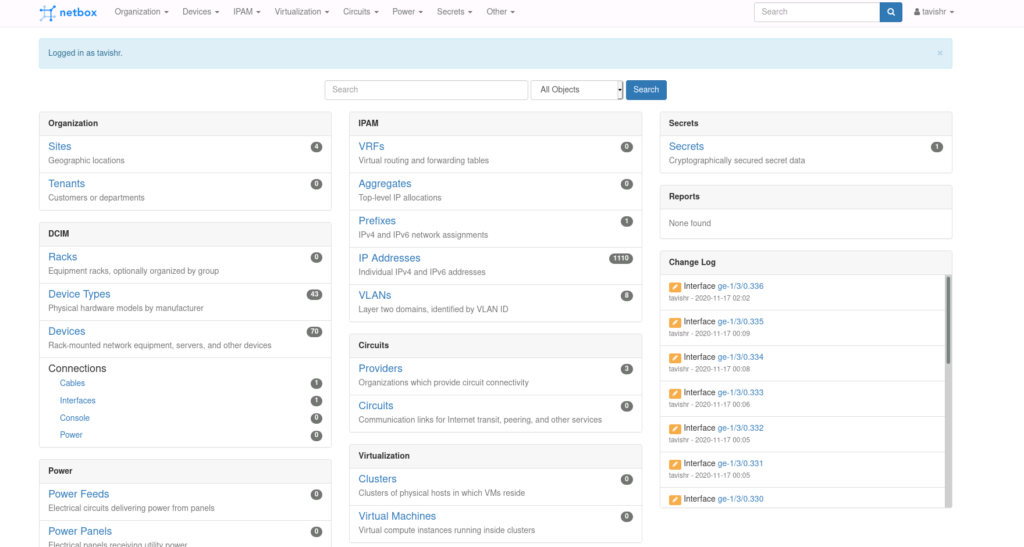 netbox Organization Devices IPAM Virtualization Circuits Power Secrets Other Search tavishr
Logged in as tavishr. ×
Search All Objects Search
Organization
Sites 4
Geographic locations
Tenants 0
Customers or departments
DCIM
Racks 0
Equipment racks, optionally organized by group
Device Types 43
Physical hardware models by manufacturer
Devices 70
Rack-mounted network equipment, servers, and other devices
Connections
Cables 1
Interfaces 1
Console 0
Power 0
Power
Power Feeds 0
Electrical circuits delivering power from panels
Power Panels 0
Electrical panels receiving utility power
IPAM
VRFs 0
Virtual routing and forwarding tables
Aggregates 0
Top-level IP allocations
Prefixes 1
IPv4 and IPv6 network assignments
IP Addresses 1110
Individual IPv4 and IPv6 addresses
VLANs 8
Layer two domains, identified by VLAN ID
Circuits
Providers 3
Organizations which provide circuit connectivity
Circuits 0
Communication links for Internet transit, peering, and other services
Virtualization
Clusters 0
Clusters of physical hosts in which VMs reside
Virtual Machines 0
Virtual compute instances running inside clusters
Secrets
Secrets 1
Cryptographically secured secret data
Reports
None found
Change Log
Interface ge-1/3/0.336
tavishr - 2020-11-17 02:02
Interface ge-1/3/0.335
tavishr - 2020-11-17 00:09
Interface ge-1/3/0.334
tavishr - 2020-11-17 00:08
Interface ge-1/3/0.333
tavishr - 2020-11-17 00:06
Interface ge-1/3/0.332
tavishr - 2020-11-17 00:05
Interface ge-1/3/0.331
tavishr - 2020-11-17 00:05
Interface ge-1/3/0.330